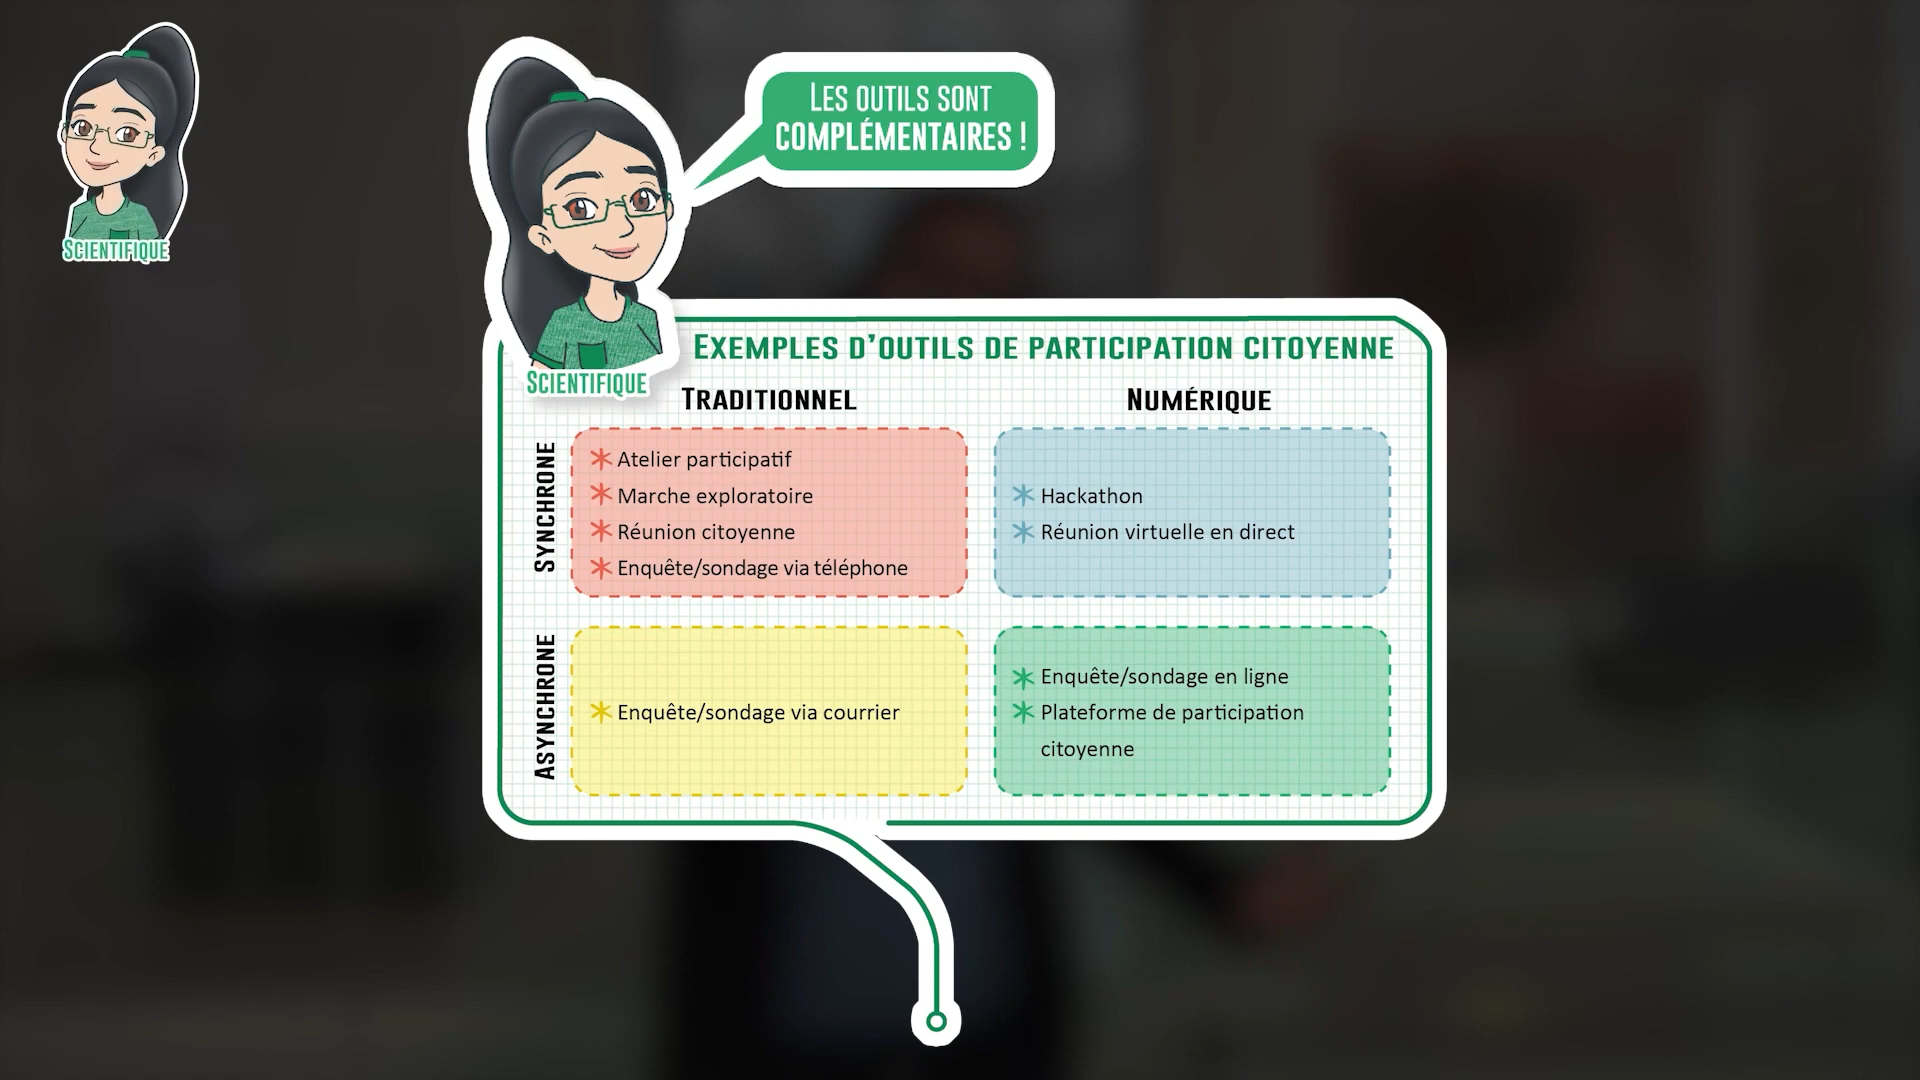 SCIENTIFIQUE
LES OUTILS SONT
COMPLÉMENTAIRES !
SCIENTIFIQUE
EXEMPLES D’OUTILS DE PARTICIPATION CITOYENNE
TRADITIONNEL
NUMÉRIQUE
SYNCHRONE
Atelier participatif
Marche exploratoire
Réunion citoyenne
Enquête/sondage via téléphone
Hackathon
Réunion virtuelle en direct
ASYNCHRONE
Enquête/sondage via courrier
Enquête/sondage en ligne
Plateforme de participation
citoyenne